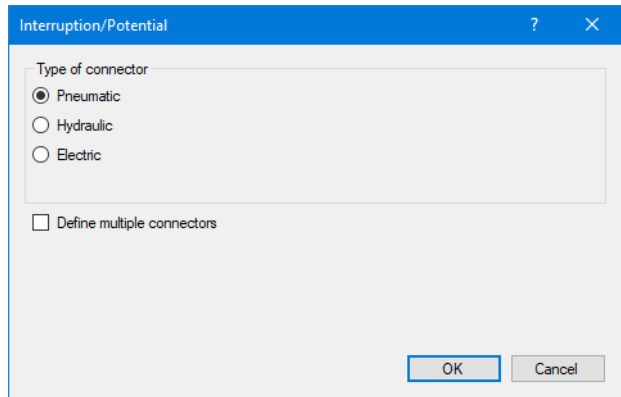 Interruption/Potential ?
Type of connector
Pneumatic
Hydraulic
Electric
Define multiple connectors
OK Cancel